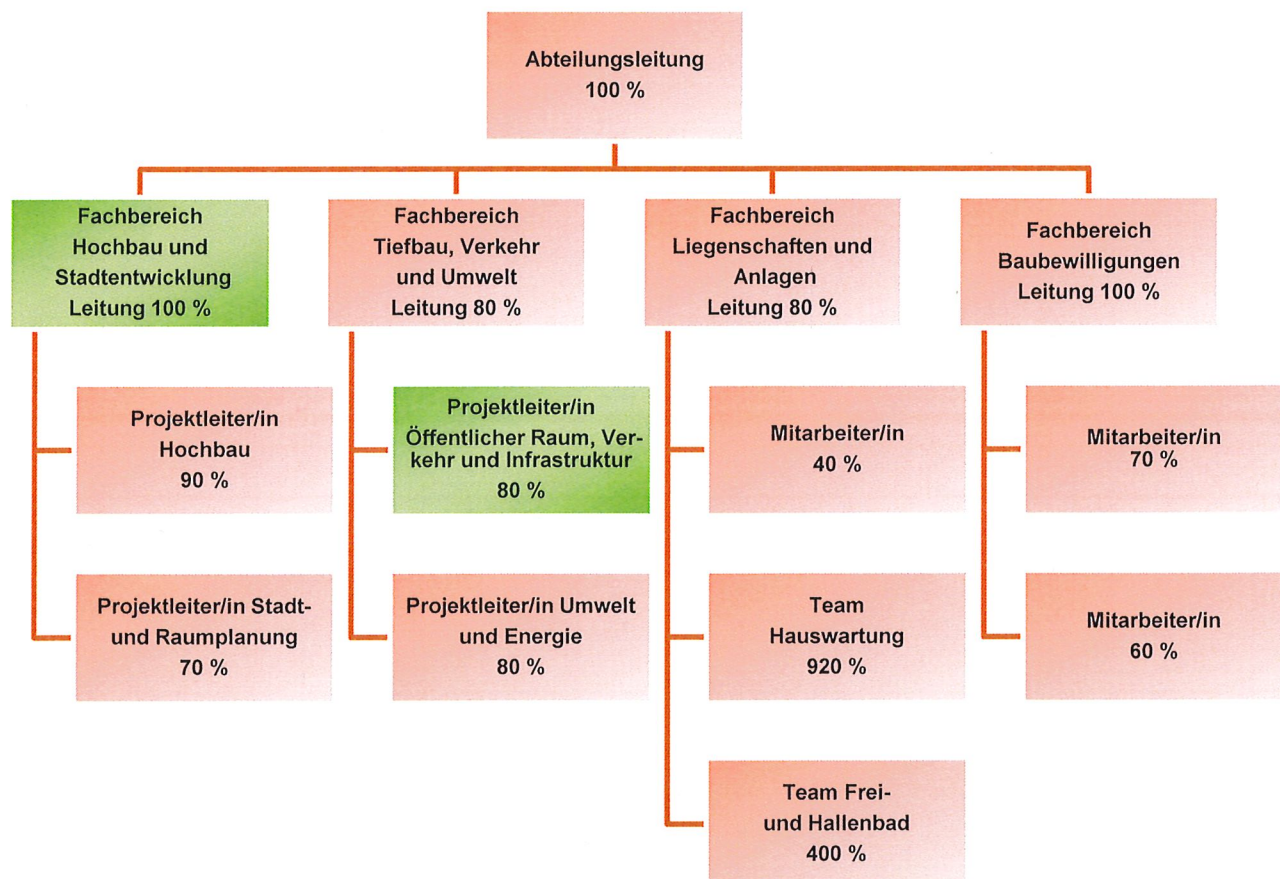 Abteilungsleitung
100 %
Fachbereich
Hochbau und
Stadtentwicklung
Leitung 100 %
Fachbereich
Tiefbau, Verkehr
und Umwelt
Leitung 80 %
Fachbereich
Liegenschaften und
Anlagen
Leitung 80 %
Fachbereich
Baubewilligungen
Leitung 100 %
Projektleiter/in
Hochbau
90 %
Projektleiter/in
Öffentlicher Raum, Ver-
kehr und Infrastruktur
80 %
Mitarbeiter/in
40 %
Mitarbeiter/in
70 %
Projektleiter/in Stadt-
und Raumplanung
70 %
Projektleiter/in Umwelt
und Energie
80 %
Team
Hauswartung
920 %
Mitarbeiter/in
60 %
Team Frei-
und Hallenbad
400 %